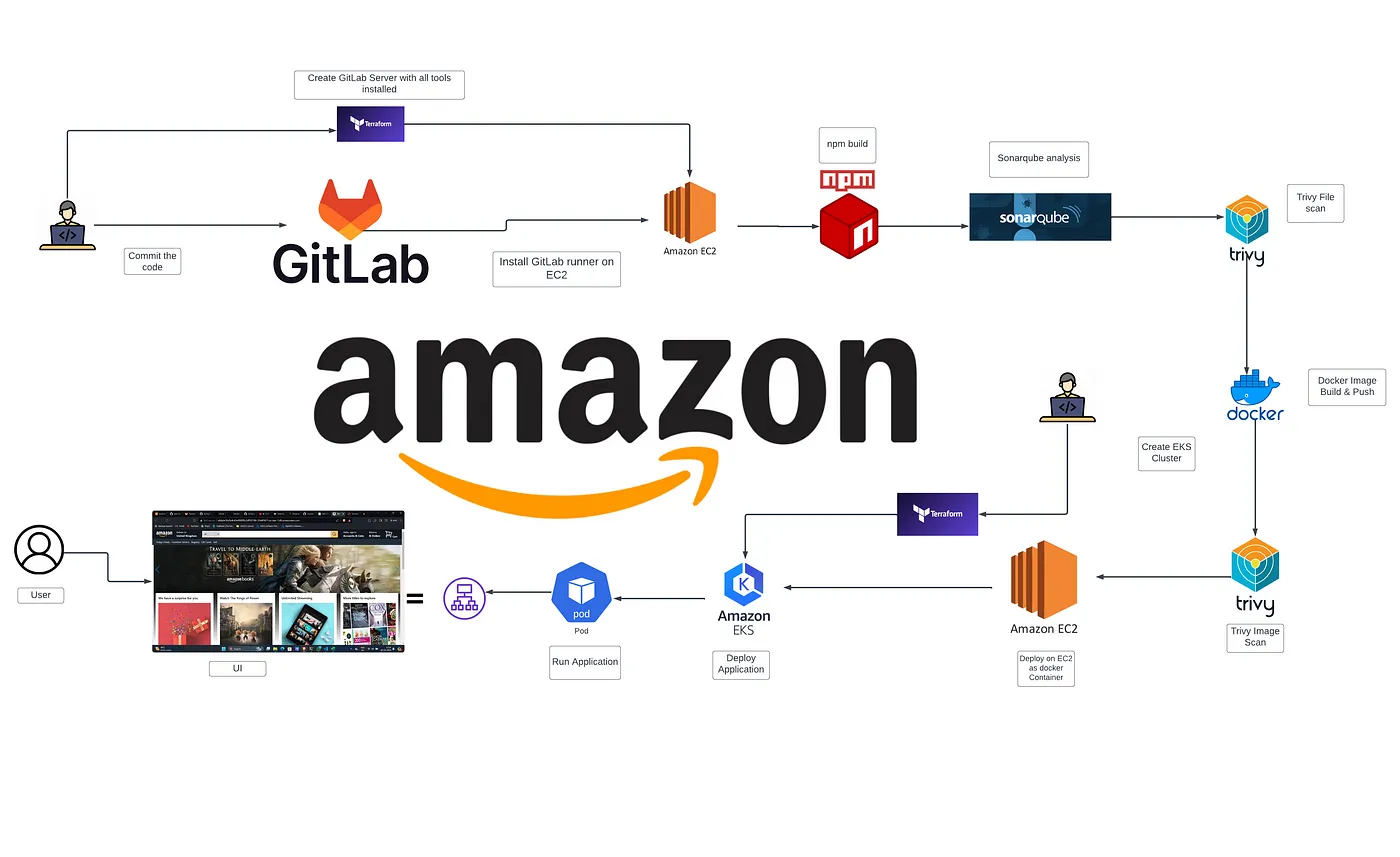 Create GitLab Server with all tools
installed
Terraform
npm build
npm
Sonarqube analysis
sonarqube
Trivy File
scan
trivy
Commit the
code
GitLab
Install GitLab runner on
EC2
Amazon EC2
n
amazon
docker
Docker Image
Build & Push
Create EKS
Cluster
Terraform
amazon
TRAVEL TO MIDDLE-EARTH
amazonbooks
We have a surprise for you
Watch The Rings of Power
Unlimited Streaming
More titles to explore
User
UI
=
pod
Pod
Run Application
K
Amazon
EKS
Deploy
Application
Amazon EC2
Deploy on EC2
as docker
Container
trivy
Trivy Image
Scan